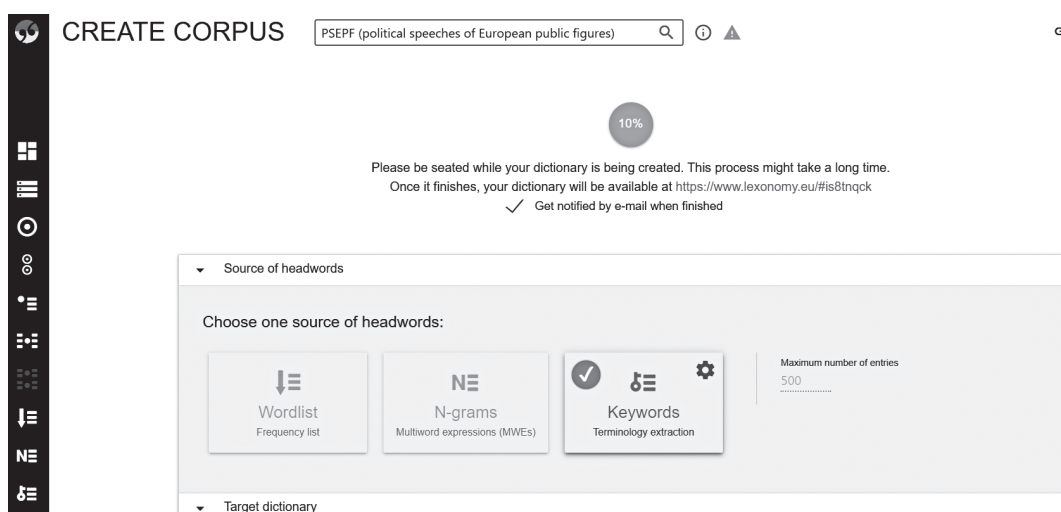 CREATE CORPUS
PSEPF (political speeches of European public figures)
G
10%
Please be seated while your dictionary is being created. This process might take a long time.
Once it finishes, your dictionary will be available at https://www.lexonomy.eu/#is8tnqck
Get notified by e-mail when finished
Source of headwords
Choose one source of headwords:
Maximum number of entries
500
N
Wordlist N-grams Keywords
Frequency list Multiword expressions (MWEs) Terminology extraction
N
Target dictionary